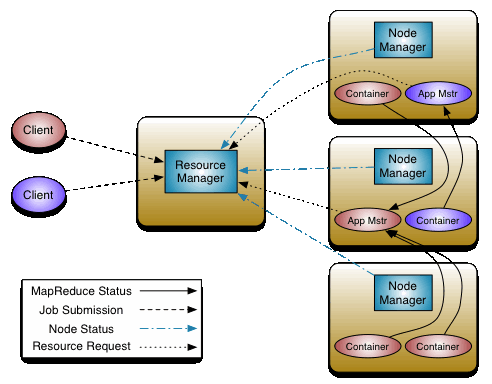 Node
Manager
Container
App Mstr
Client
Resource
Manager
Node
Manager
Client
App Mstr
Container
Node
Manager
MapReduce Status
Job Submission
Node Status
Resource Request
Container
Container